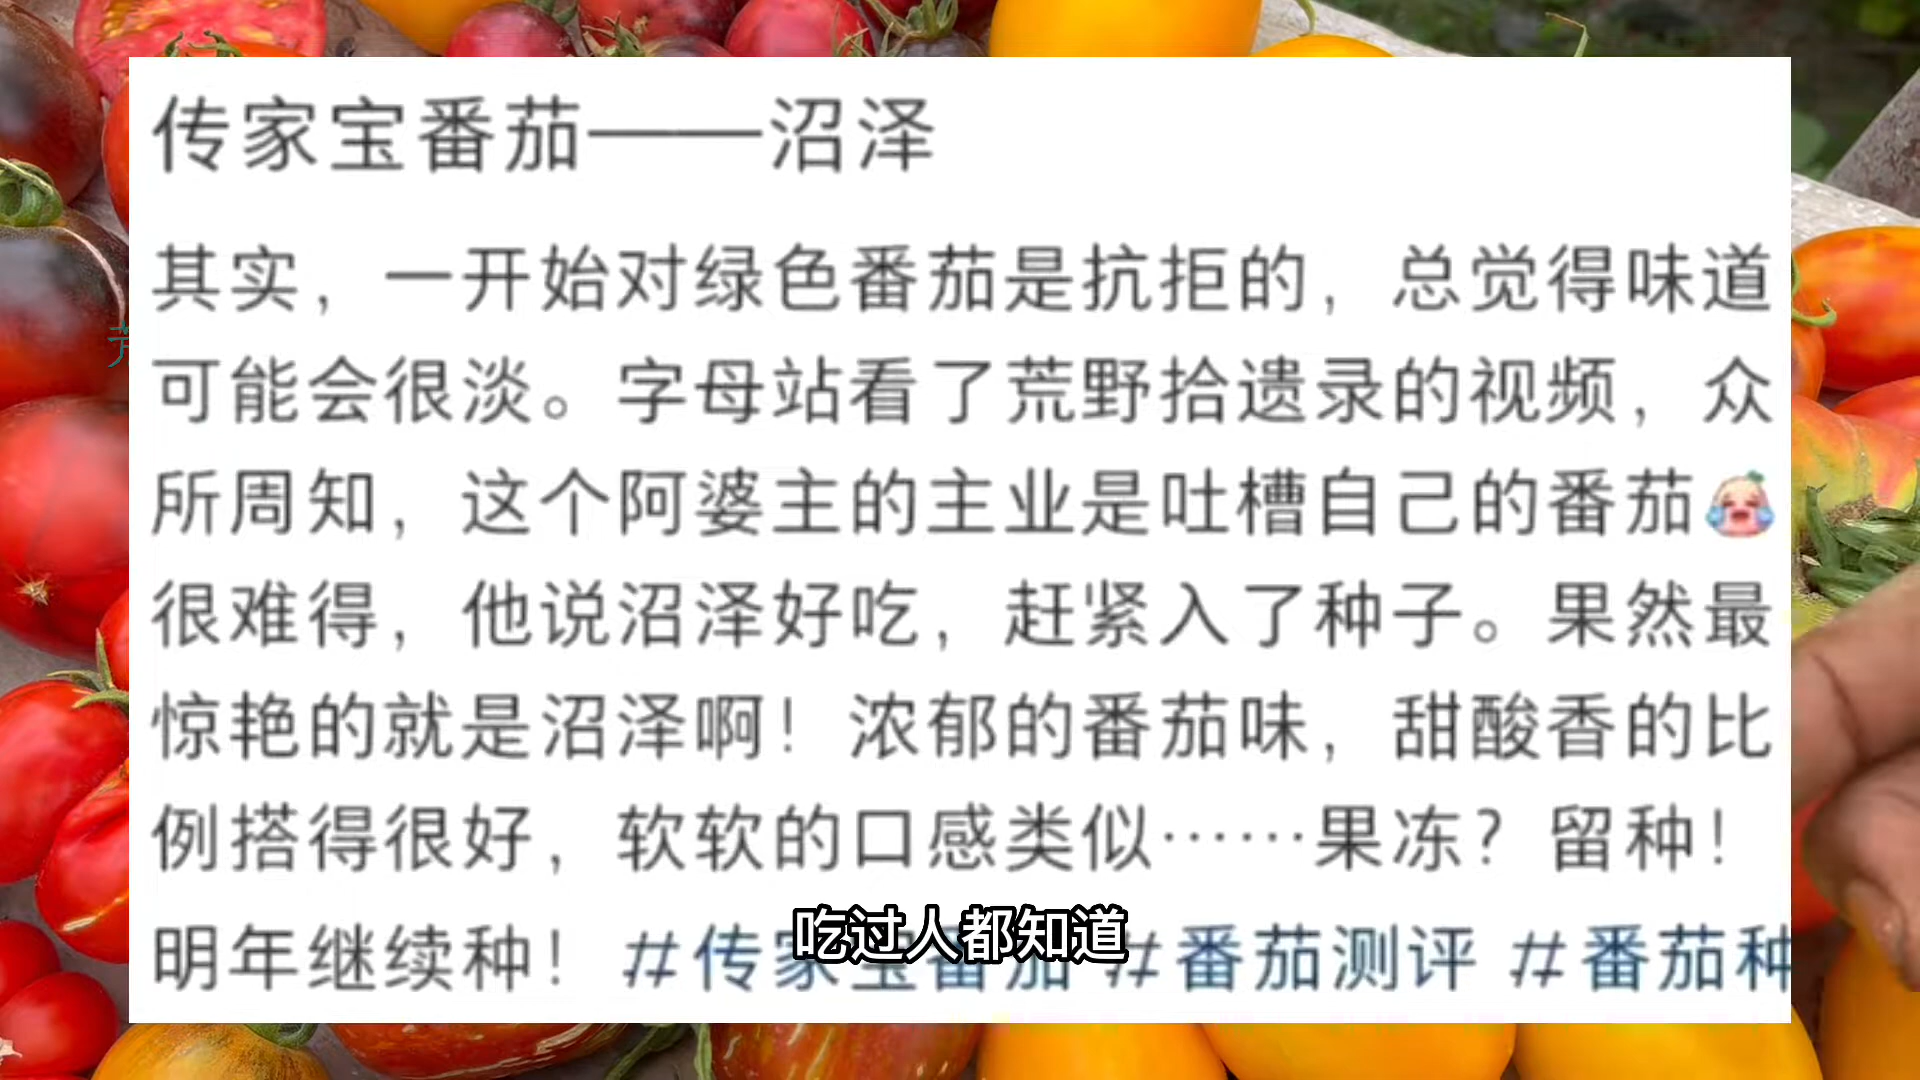 传家宝番茄——沼泽
其实，一开始对绿色番茄是抗拒的，总觉得味道
可能会很淡。字母站看了荒野拾遗录的视频，众
所周知，这个阿婆主的主业是吐槽自己的番茄
很难得，他说沼泽好吃，赶紧入了种子。果然最
惊艳的就是沼泽啊！浓郁的番茄味，甜酸香的比
例搭得很好，软软的口感类似……果冻？留种！
明年继续种！#传家宝番茄 #番茄测评 #番茄种
吃过人都知道